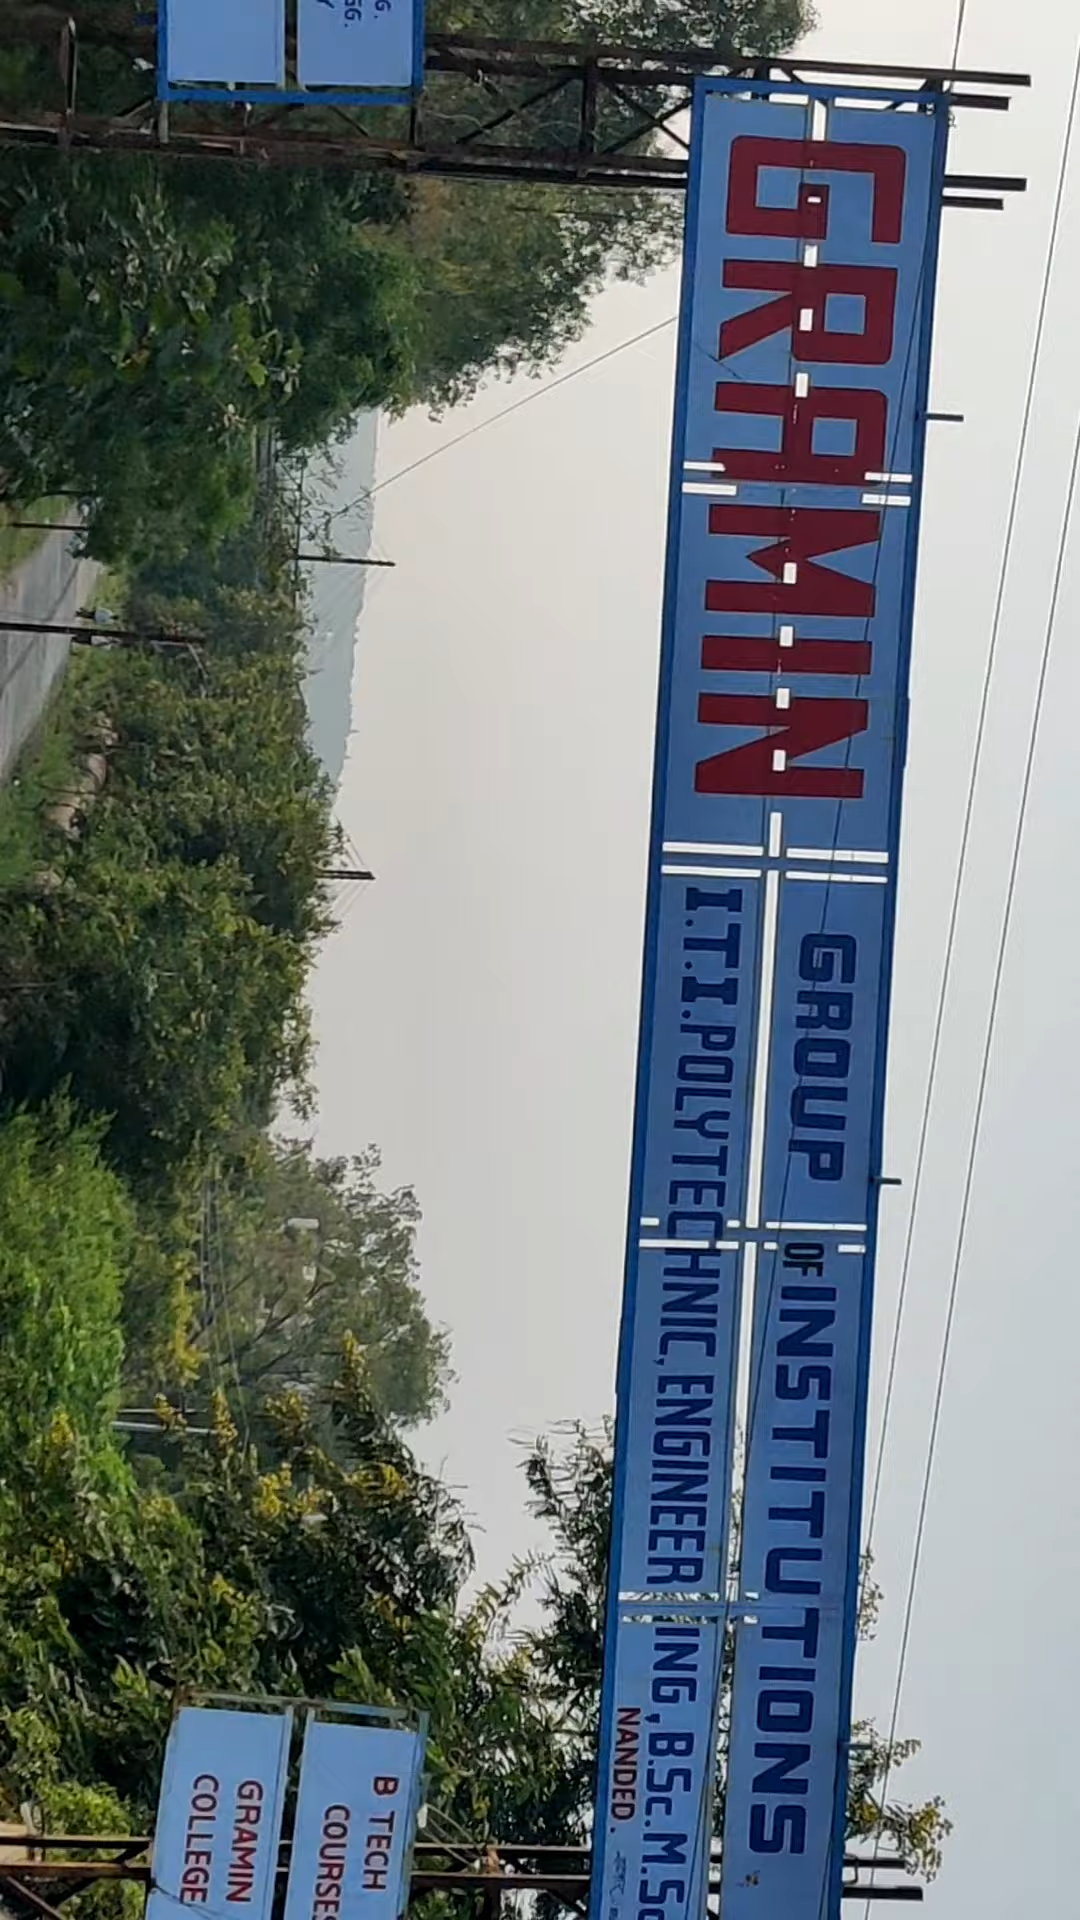 GRAMIN
GROUP OF INSTITUTIONS
I.T.I. POLYTECHNIC, ENGINEERING, B.Sc. M.Sc
NANDED.
B TECH
COURSES
GRAMIN
COLLEGE